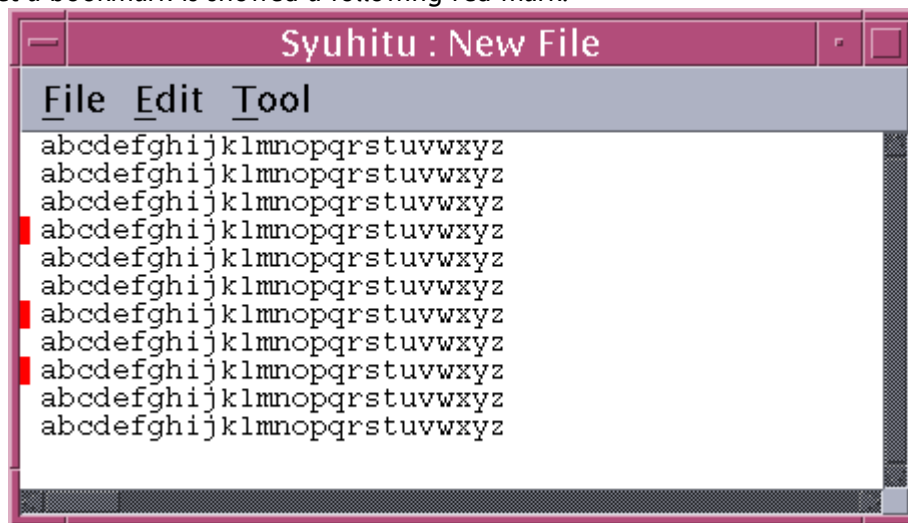 a bookmark is showed a following red mark.
Syuhitu : New File
File Edit Tool
abcdefghijklmnopqrstuvwxyz
abcdefghijklmnopqrstuvwxyz
abcdefghijklmnopqrstuvwxyz
abcdefghijklmnopqrstuvwxyz
abcdefghijklmnopqrstuvwxyz
abcdefghijklmnopqrstuvwxyz
abcdefghijklmnopqrstuvwxyz
abcdefghijklmnopqrstuvwxyz
abcdefghijklmnopqrstuvwxyz
abcdefghijklmnopqrstuvwxyz
abcdefghijklmnopqrstuvwxyz